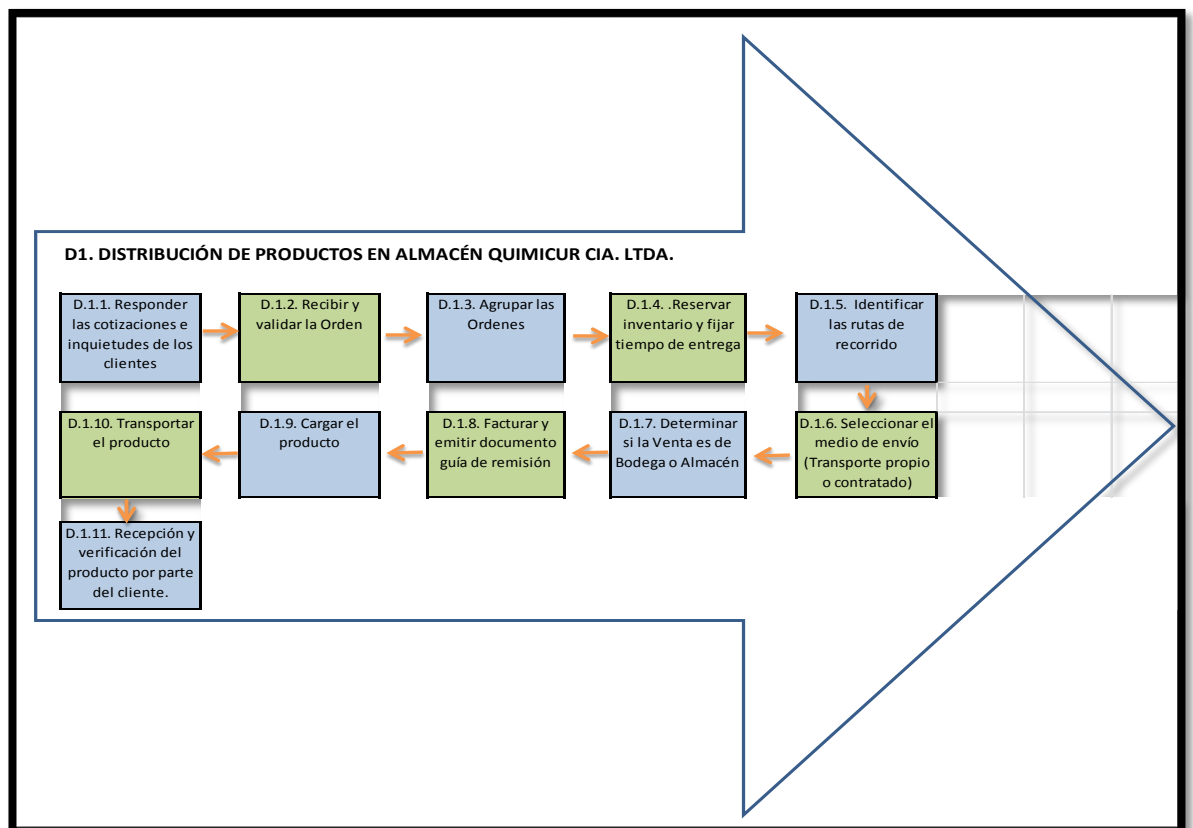 D1. DISTRIBUCIÓN DE PRODUCTOS EN ALMACÉN QUIMICUR CIA. LTDA.
D.1.1. Responder
las cotizaciones e
inquietudes de los
clientes
D.1.2. Recibir y
validar la Orden
D.1.3. Agrupar las
Ordenes
D.1.4. .Reservar
inventario y fijar
tiempo de entrega
D.1.5. Identificar
las rutas de
recorrido
D.1.6. Seleccionar el
medio de envío
(Transporte propio
o contratado)
D.1.7. Determinar
si la Venta es de
Bodega o Almacén
D.1.8. Facturar y
emitir documento
guía de remisión
D.1.9. Cargar el
producto
D.1.10. Transportar
el producto
D.1.11. Recepción y
verificación del
producto por parte
del cliente.